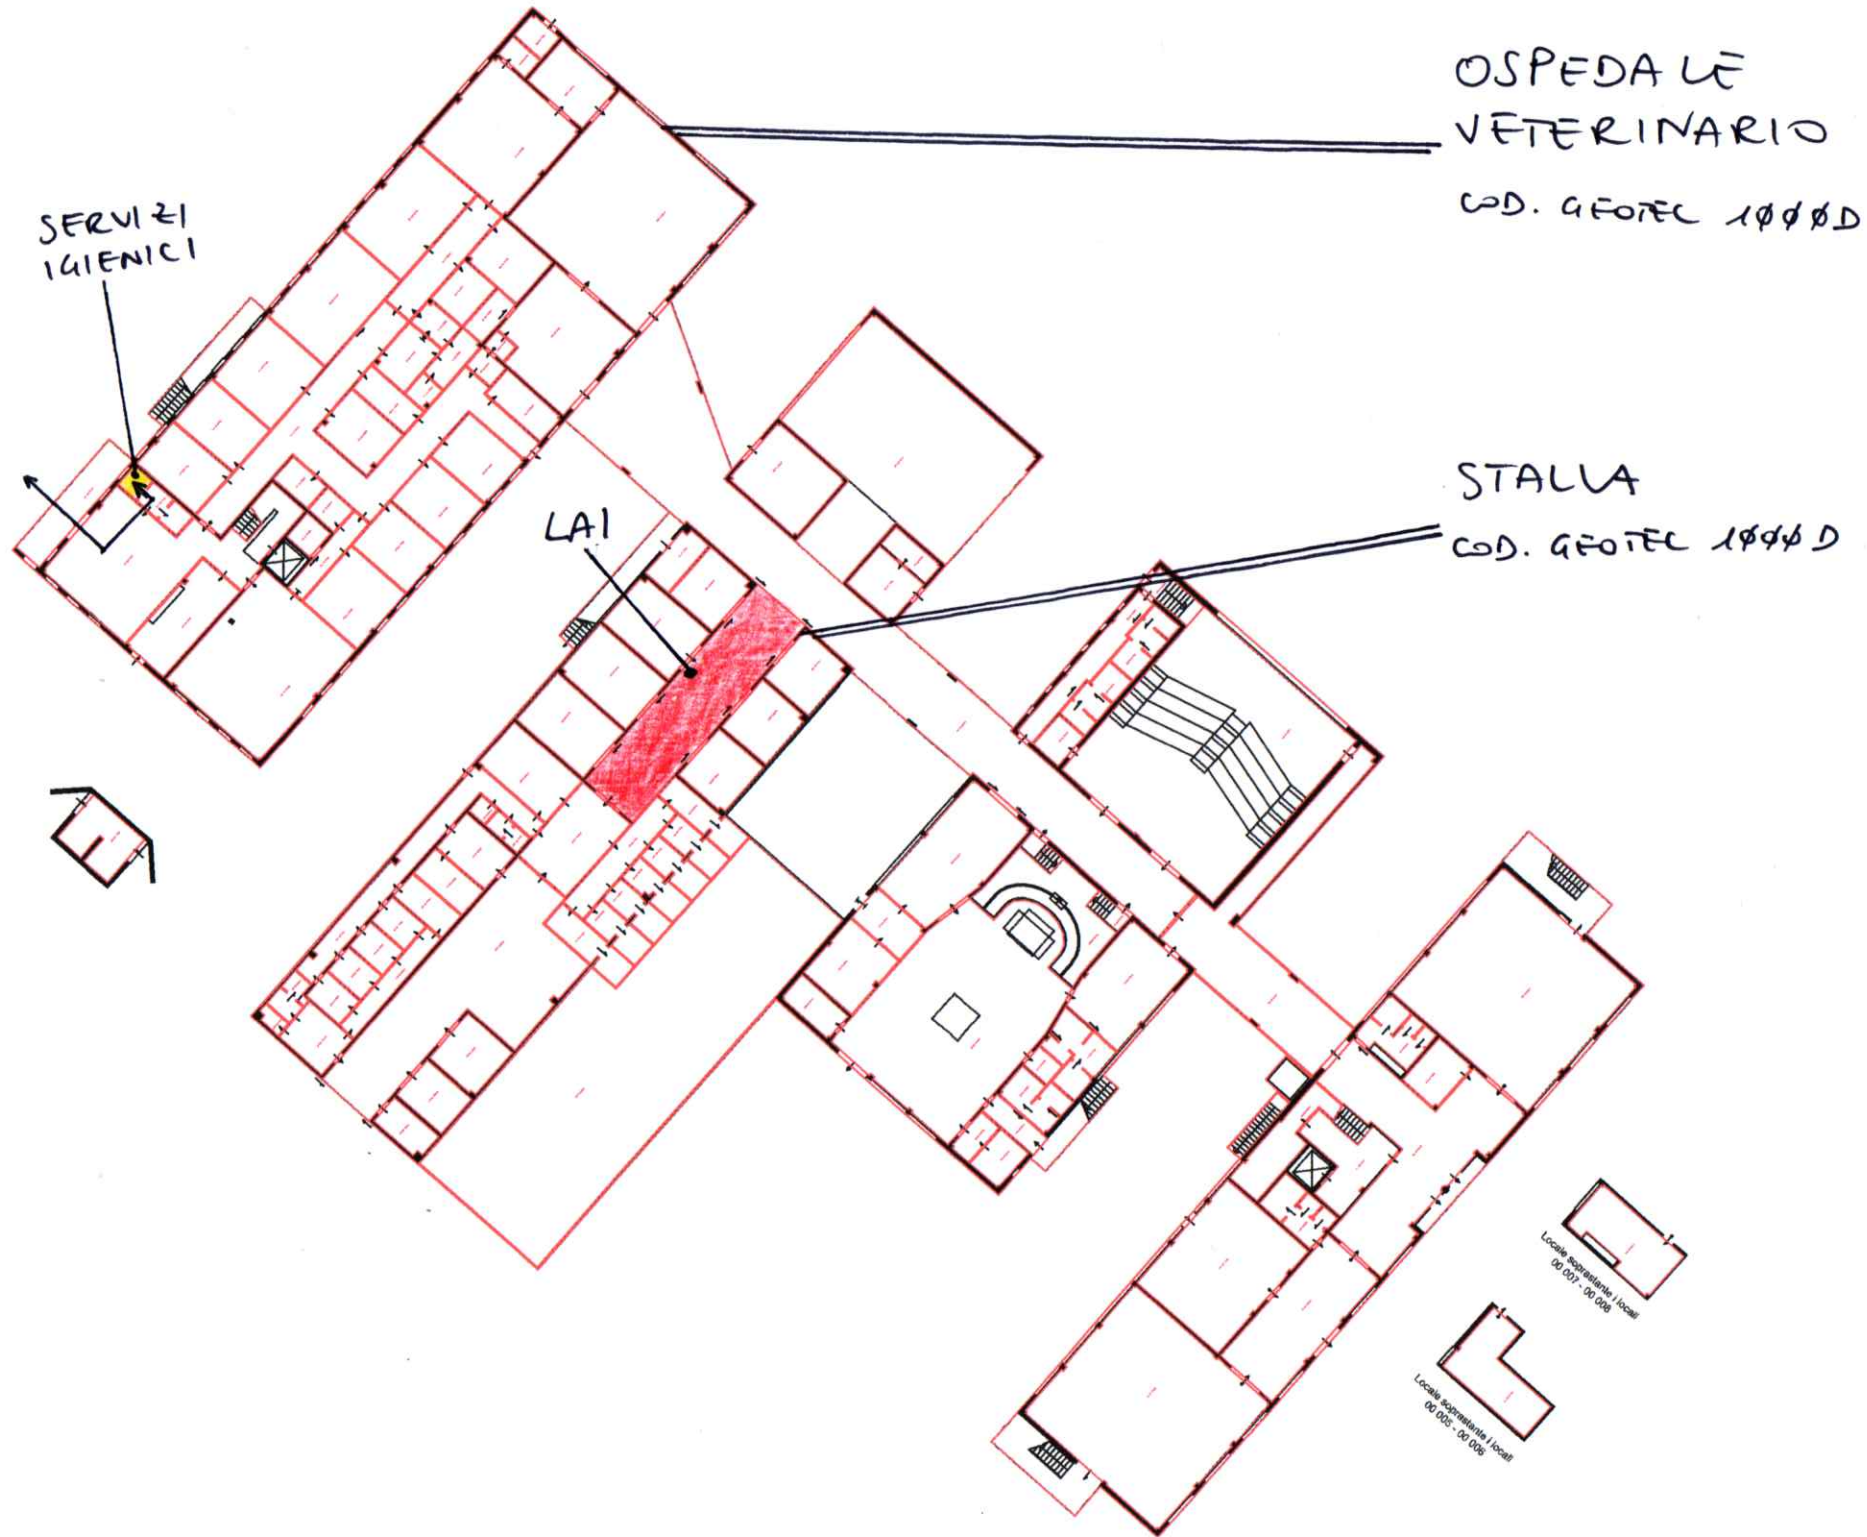 OSPEDALE
VETERINARIO
COD. GEOTEC 1000D
SERVIZI
IGIENICI
STALLA
COD. GEOTEC 1000D
LAI
Locale soprastante i locali
00 007 - 00 008
Locale soprastante i locali
00 005 - 00 006